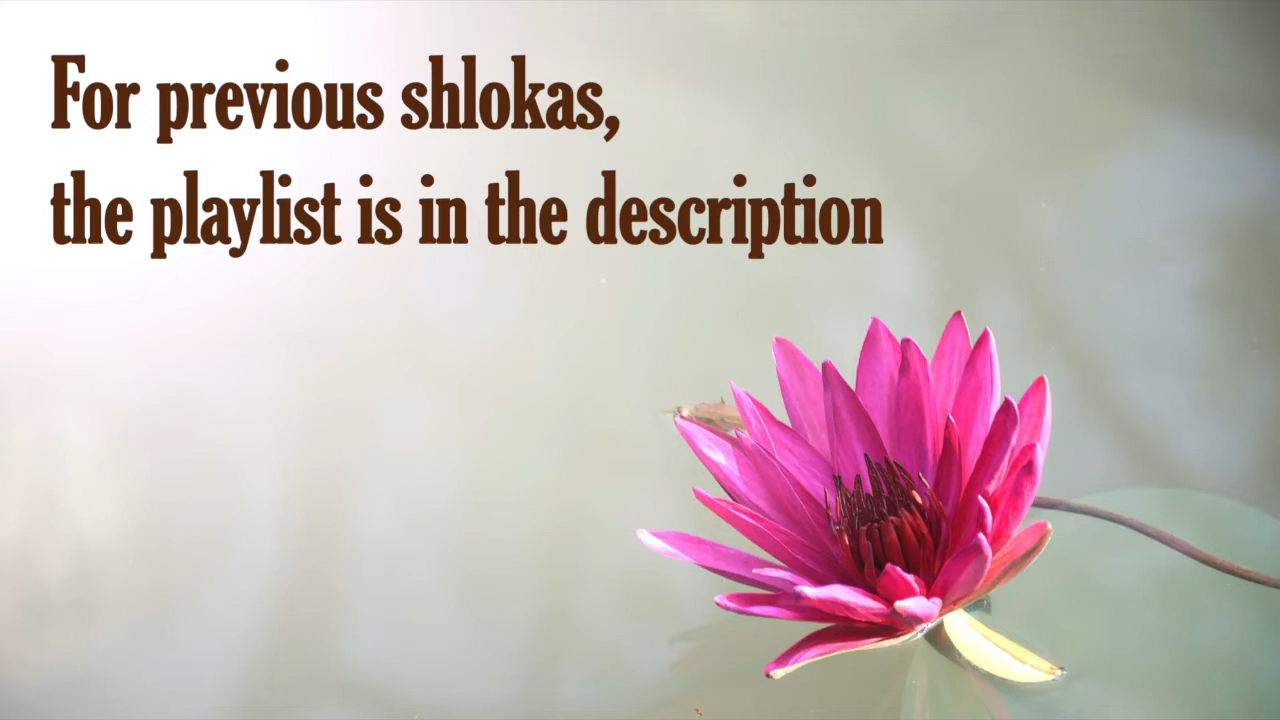 For previous shlokas,
the playlist is in the description